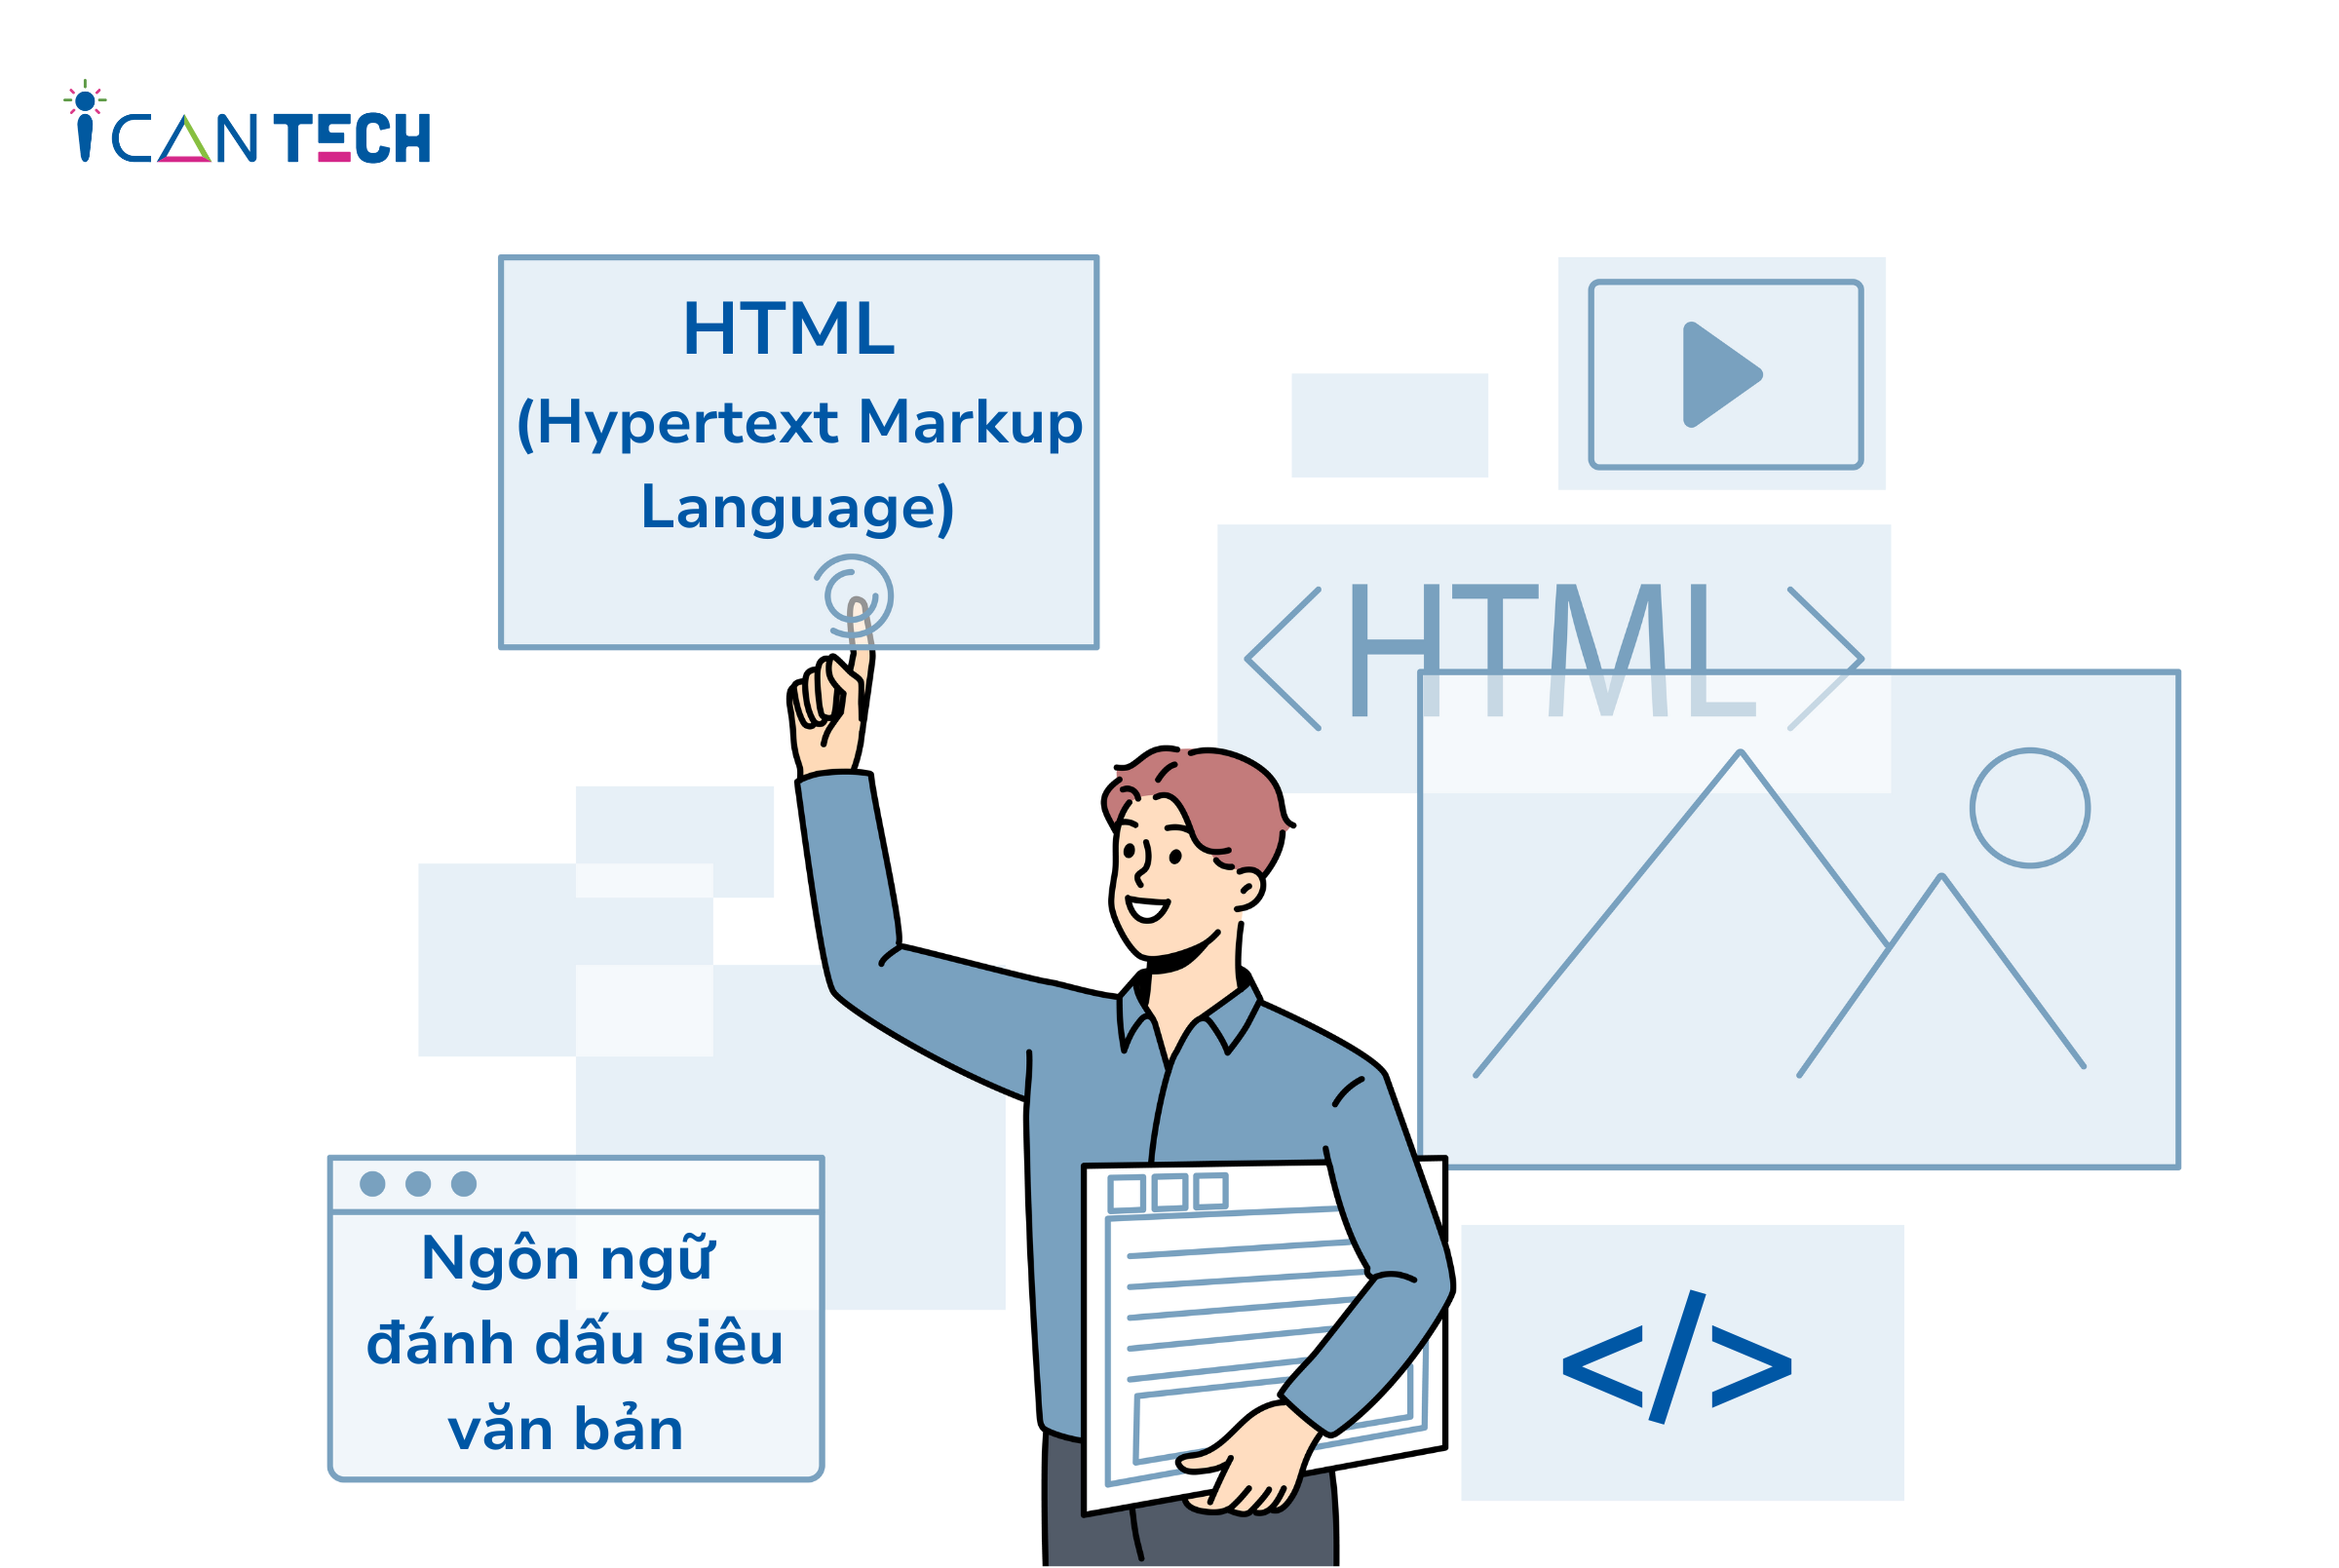 iCANTECH
HTML
(Hypertext Markup
Language)
<HTML>
Ngôn ngữ
đánh dấu siêu
văn bản
</>